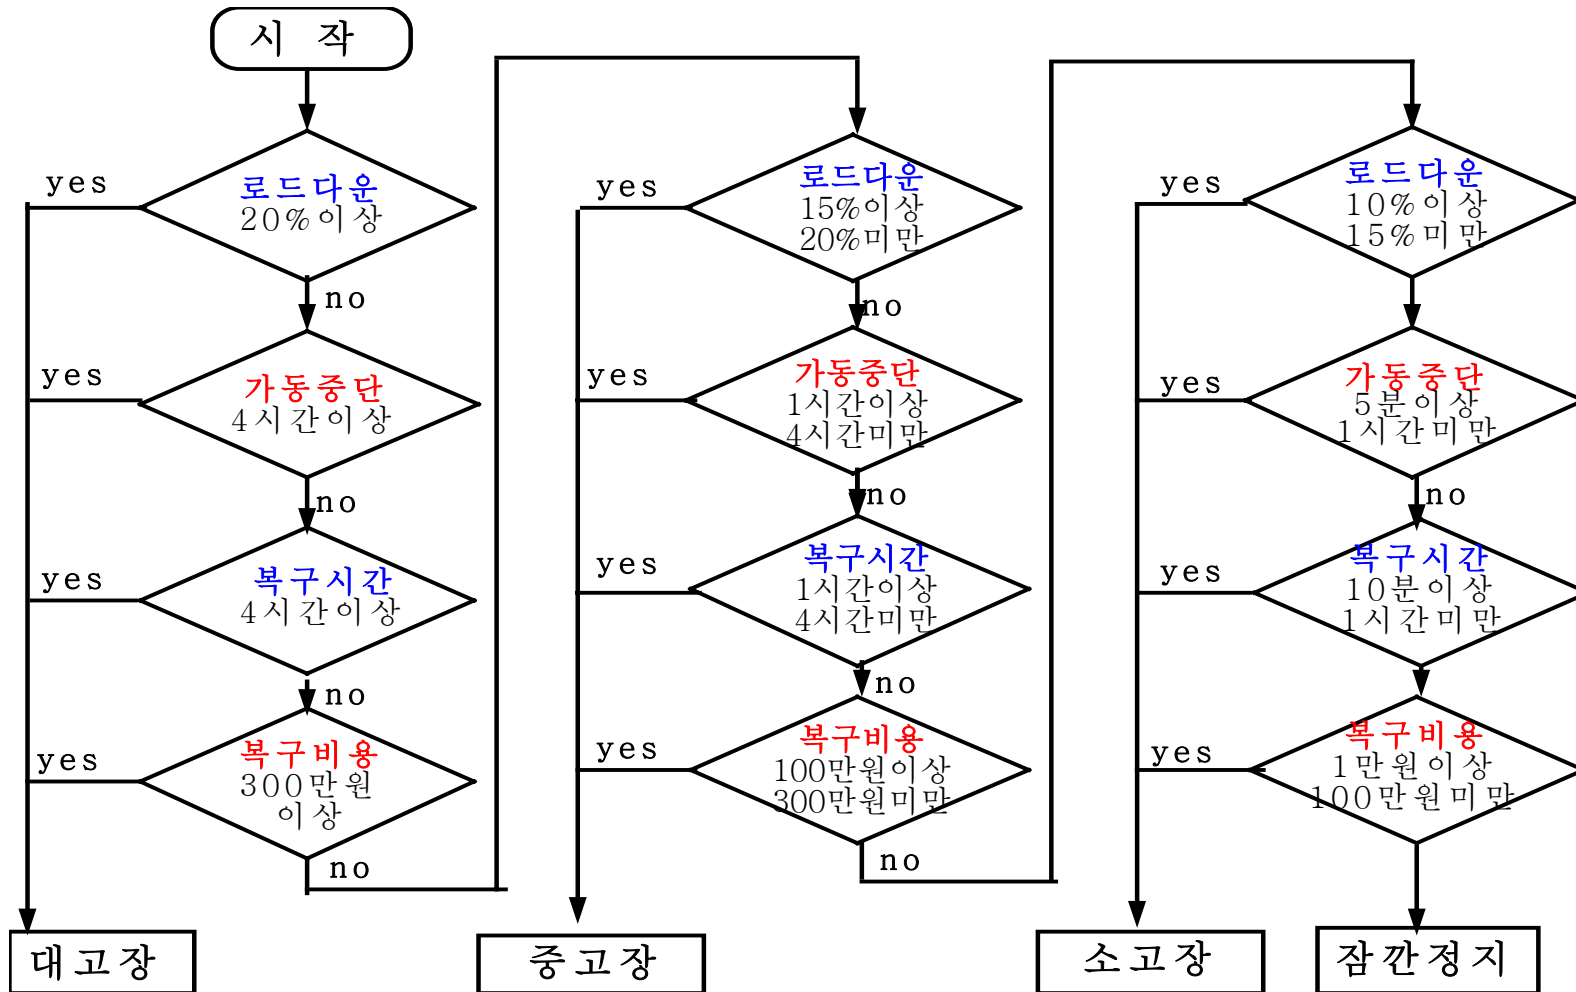 시 작
yes
로드다운
20%이상
no
yes
가동중단
4시간이상
no
yes
복구시간
4시간이상
no
yes
복구비용
300만원
이상
no
대고장
yes
로드다운
15%이상
20%미만
no
yes
가동중단
1시간이상
4시간미만
no
yes
복구시간
1시간이상
4시간미만
no
yes
복구비용
100만원이상
300만원미만
no
중고장
yes
로드다운
10%이상
15%미만
yes
가동중단
5분이상
1시간미만
no
yes
복구시간
10분이상
1시간미만
yes
복구비용
1만원이상
100만원미만
소고장
잠깐정지